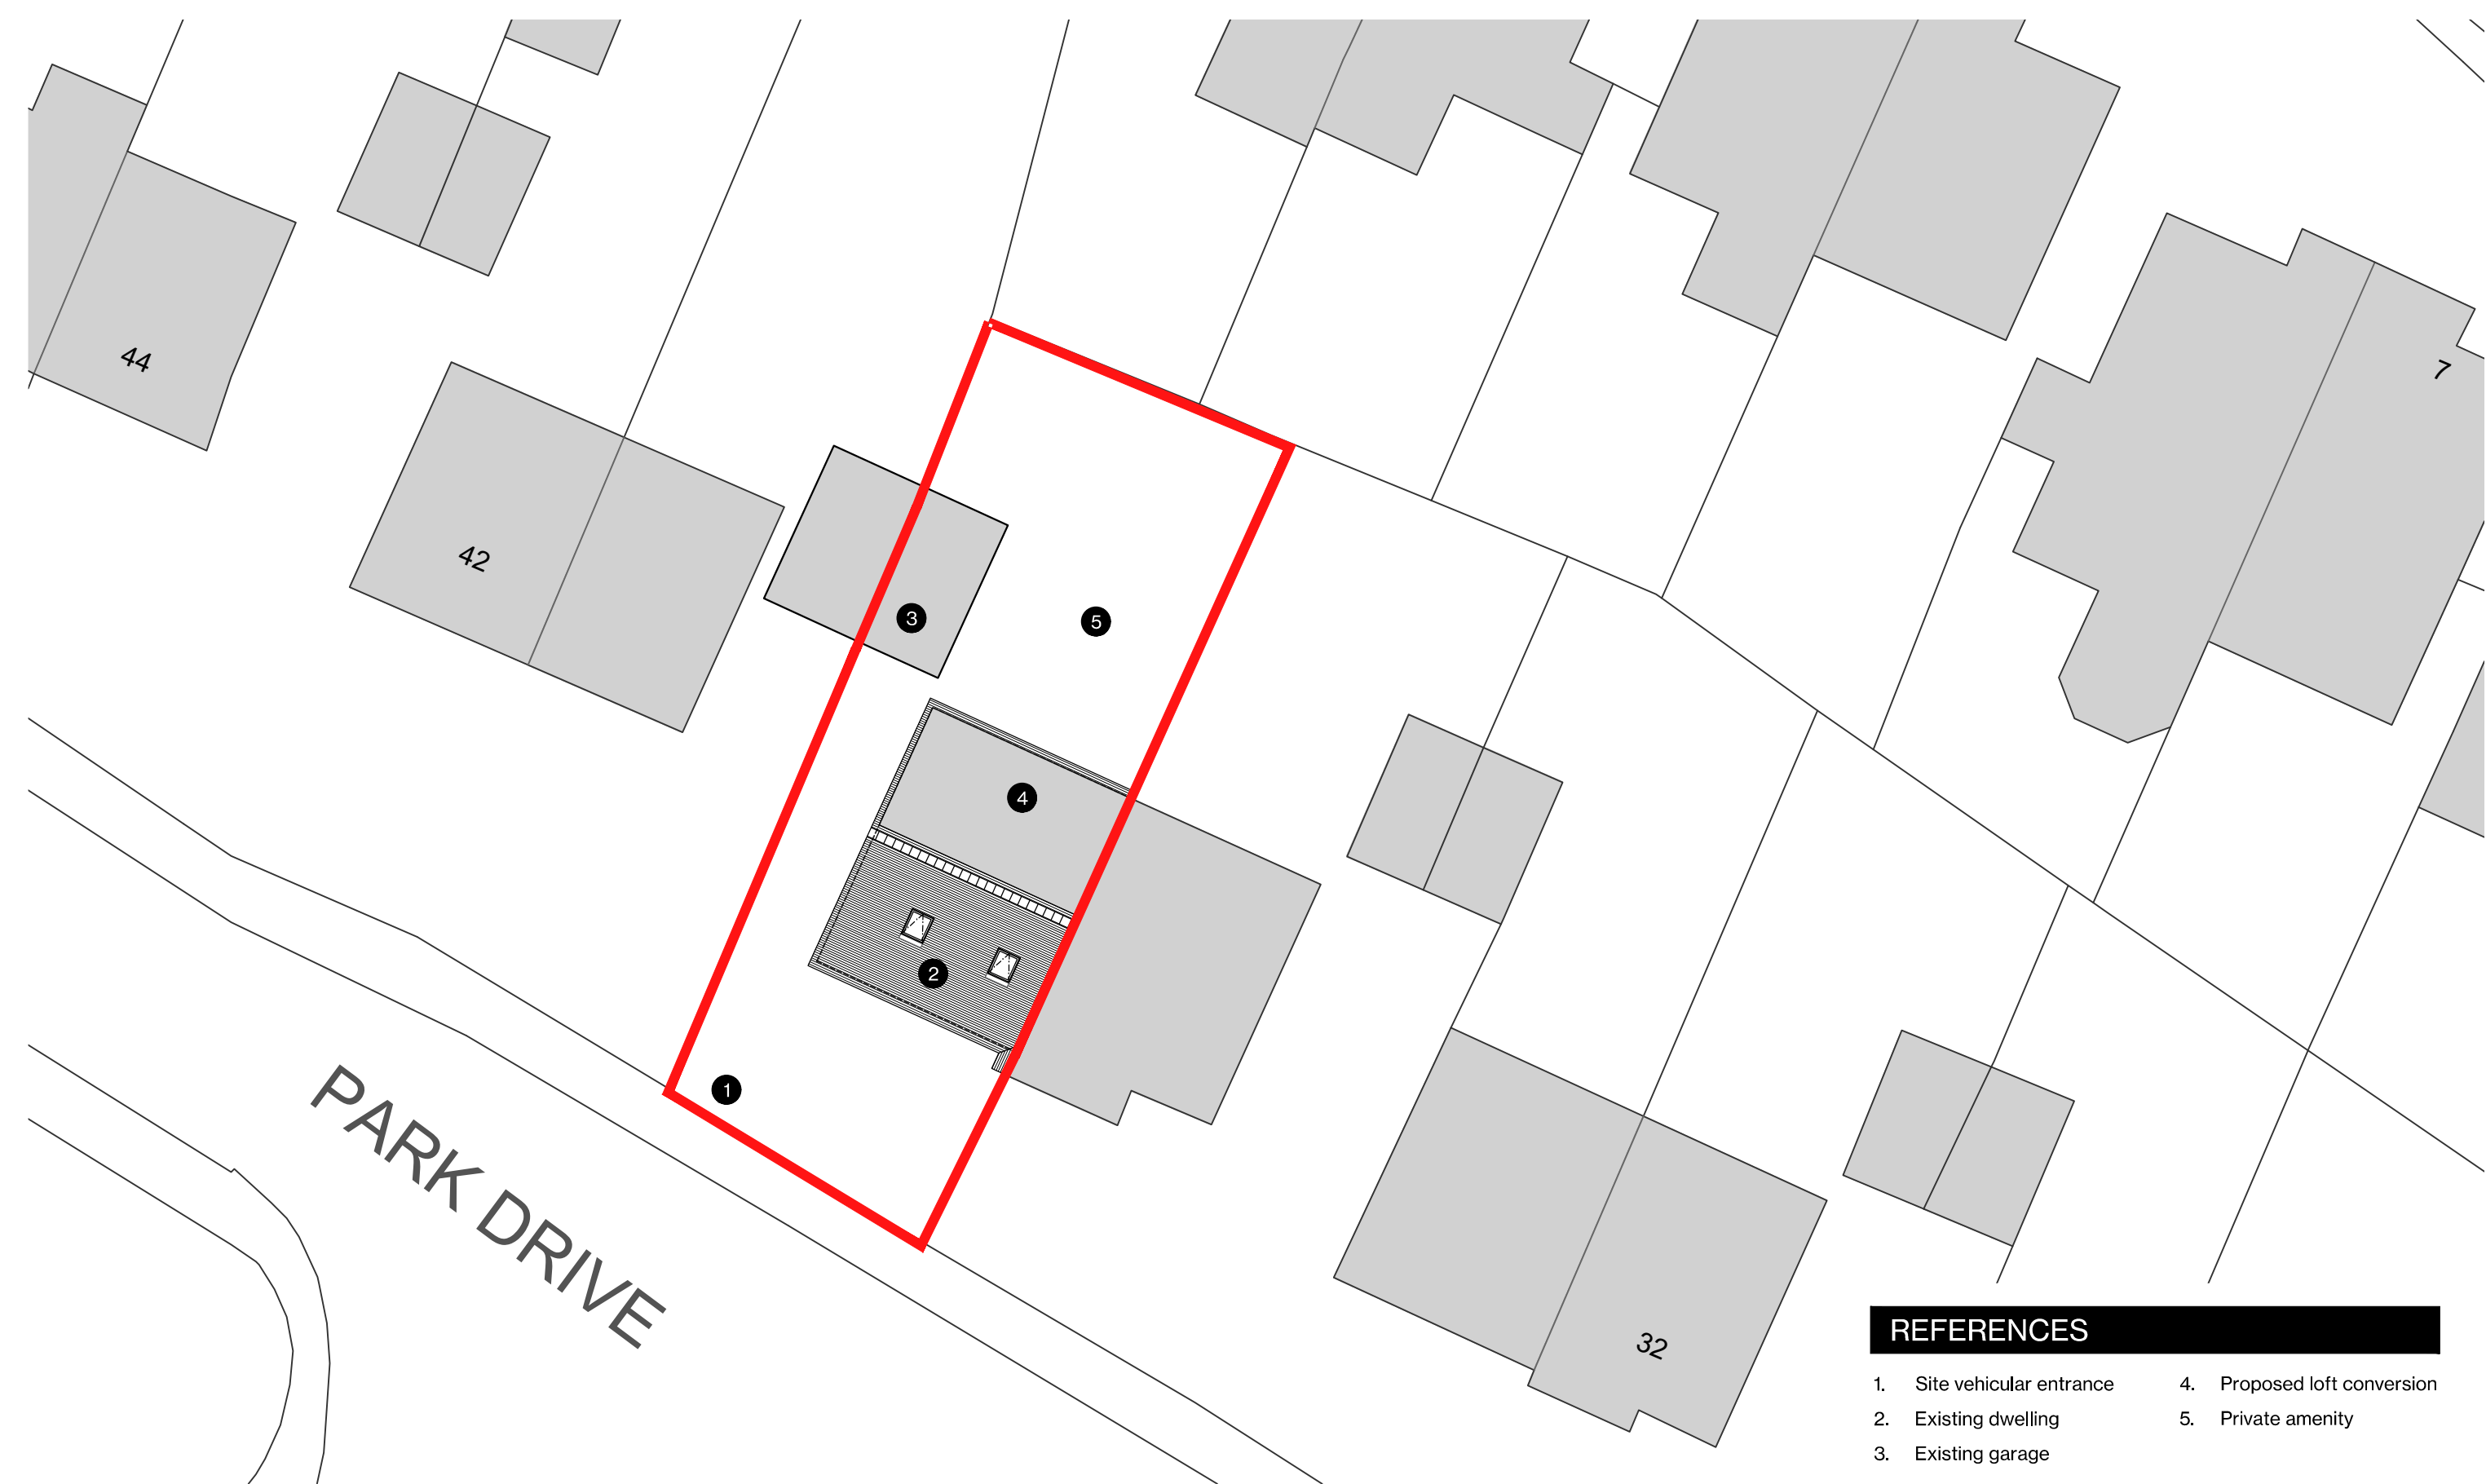 44
7
42
3
5
4
2
1
PARK DRIVE
32
REFERENCES
1. Site vehicular entrance
2. Existing dwelling
3. Existing garage
4. Proposed loft conversion
5. Private amenity